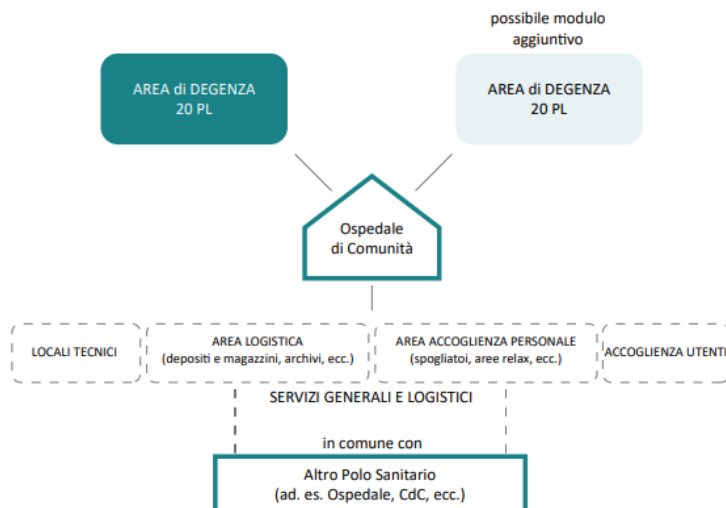 possibile modulo
aggiuntivo
AREA di DEGENZA
20 PL
AREA di DEGENZA
20 PL
Ospedale
di Comunità
LOCALI TECNICI
AREA LOGISTICA
(depositi e magazzini, archivi, ecc.)
AREA ACCOGLIENZA PERSONALE
(spogliatoi, aree relax, ecc.)
ACCOGLIENZA UTENTI
SERVIZI GENERALI E LOGISTICI
in comune con
Altro Polo Sanitario
(ad. es. Ospedale, CdC, ecc.)